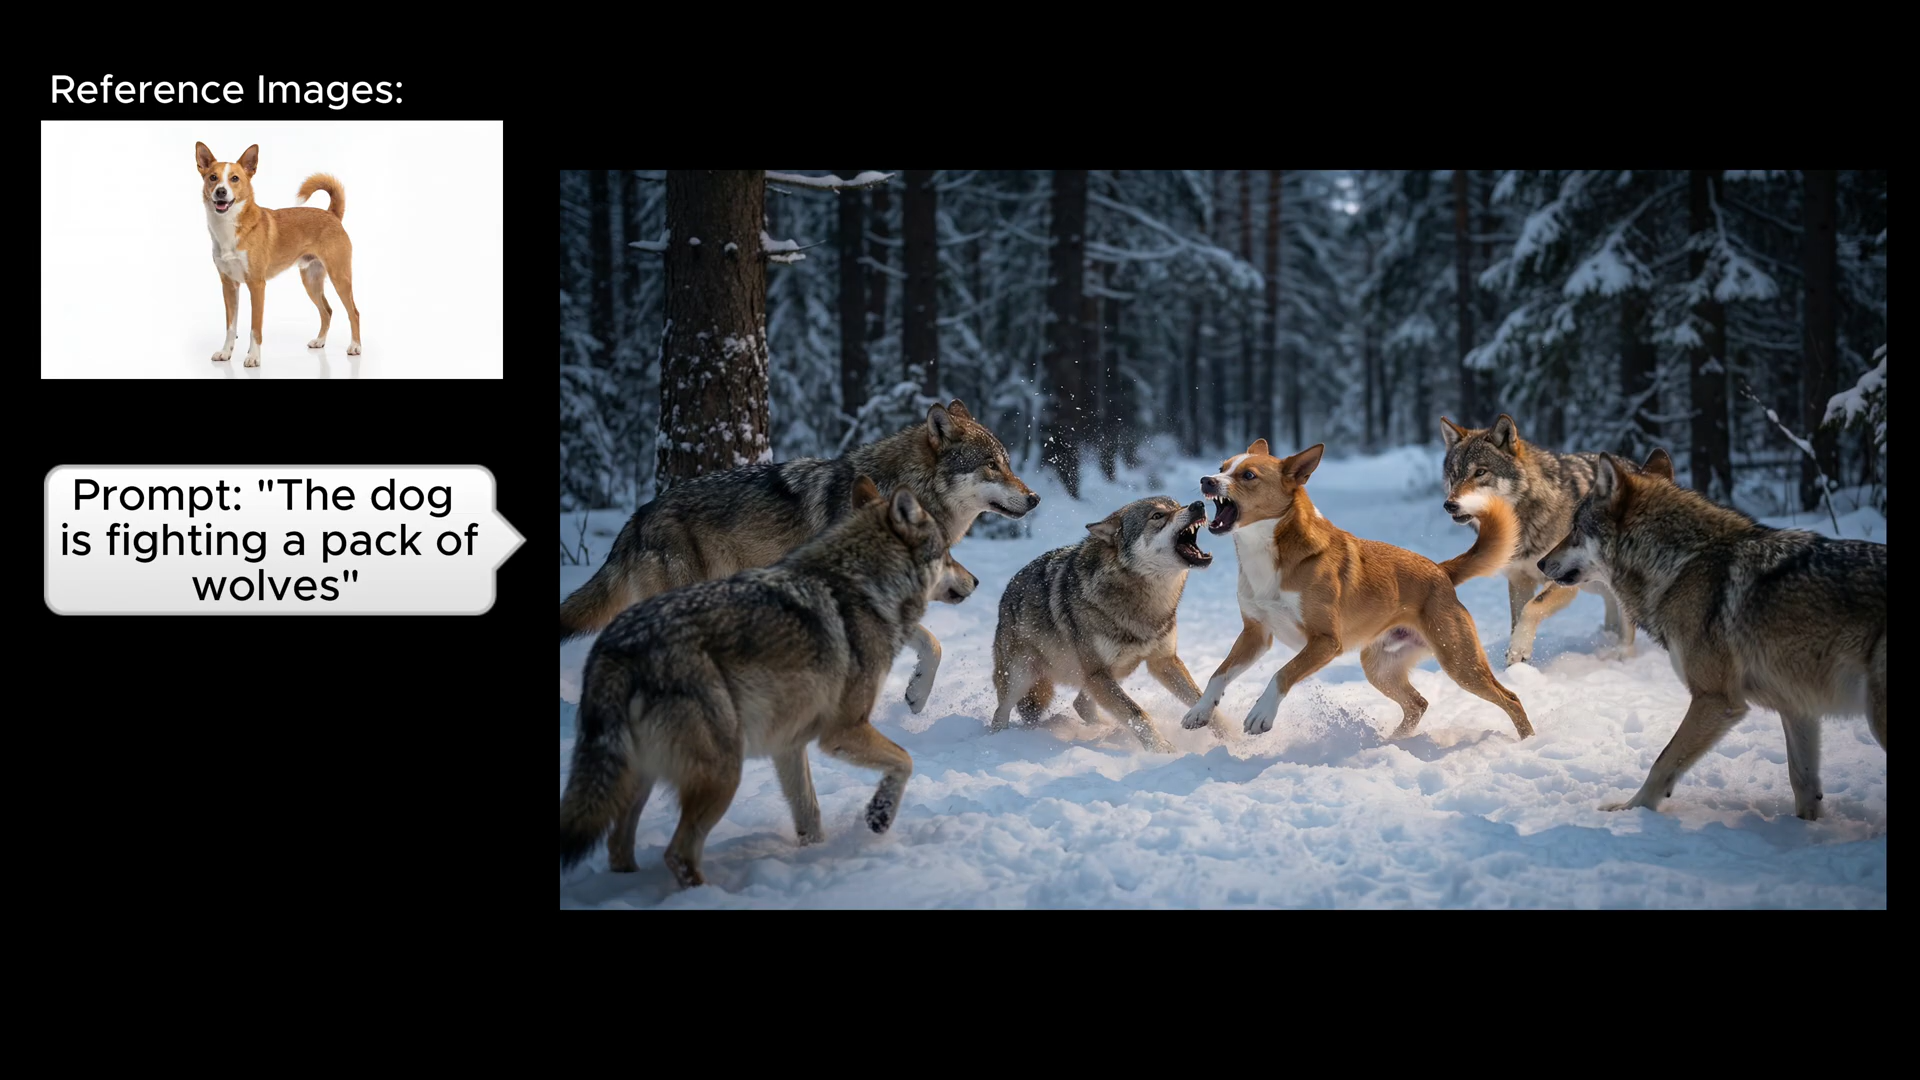 Reference Images:
Prompt: "The dog
is fighting a pack of
wolves"